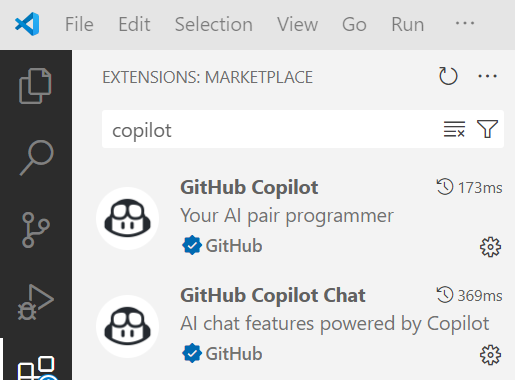 File Edit Selection View Go Run ···
EXTENSIONS: MARKETPLACE
copilot
GitHub Copilot 173ms
Your AI pair programmer
GitHub
GitHub Copilot Chat 369ms
AI chat features powered by Copilot
GitHub